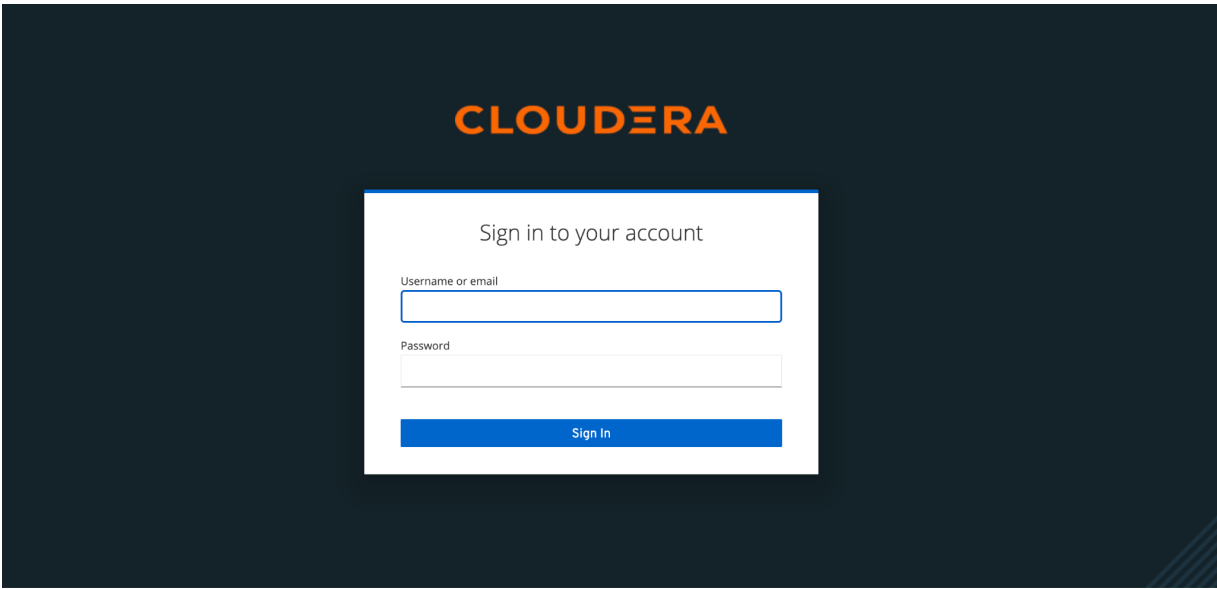 CLOUDERA
Sign in to your account
Username or email
Password
Sign In